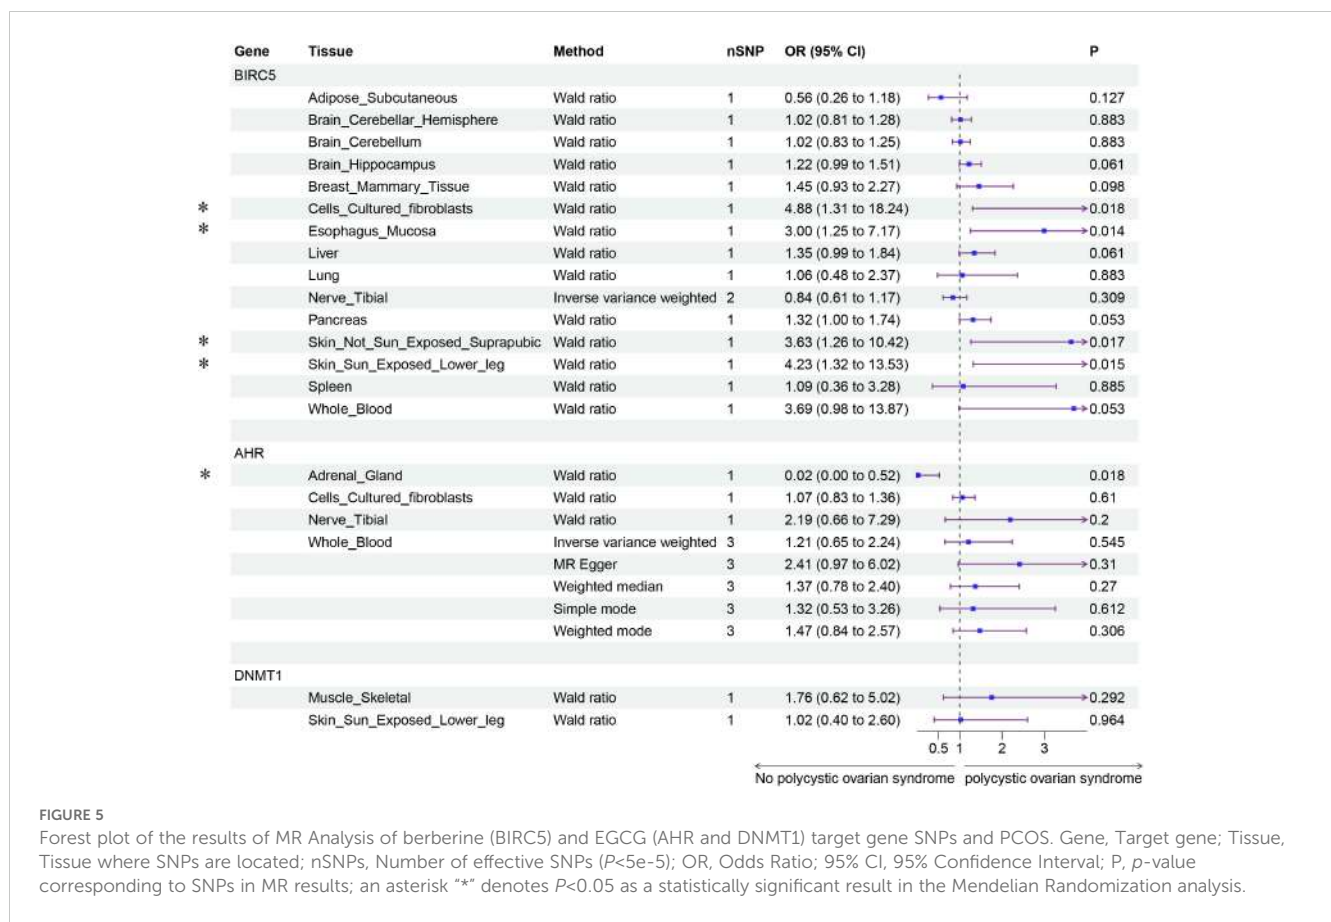 Gene Tissue Method nSNP OR (95% CI) P
BIRC5
Adipose_Subcutaneous Wald ratio 1 0.56 (0.26 to 1.18) 0.127
Brain_Cerebellar_Hemisphere Wald ratio 1 1.02 (0.81 to 1.28) 0.883
Brain_Cerebellum Wald ratio 1 1.02 (0.83 to 1.25) 0.883
Brain_Hippocampus Wald ratio 1 1.22 (0.99 to 1.51) 0.061
Breast_Mammary_Tissue Wald ratio 1 1.45 (0.93 to 2.27) 0.098
* Cells_Cultured_fibroblasts Wald ratio 1 4.88 (1.31 to 18.24) 0.018
* Esophagus_Mucosa Wald ratio 1 3.00 (1.25 to 7.17) 0.014
Liver Wald ratio 1 1.35 (0.99 to 1.84) 0.061
Lung Wald ratio 1 1.06 (0.48 to 2.37) 0.883
Nerve_Tibial Inverse variance weighted 2 0.84 (0.61 to 1.17) 0.309
Pancreas Wald ratio 1 1.32 (1.00 to 1.74) 0.053
* Skin_Not_Sun_Exposed_Suprapubic Wald ratio 1 3.63 (1.26 to 10.42) 0.017
* Skin_Sun_Exposed_Lower_leg Wald ratio 1 4.23 (1.32 to 13.53) 0.015
Spleen Wald ratio 1 1.09 (0.36 to 3.28) 0.885
Whole_Blood Wald ratio 1 3.69 (0.98 to 13.87) 0.053
AHR
* Adrenal_Gland Wald ratio 1 0.02 (0.00 to 0.52) 0.018
Cells_Cultured_fibroblasts Wald ratio 1 1.07 (0.83 to 1.36) 0.61
Nerve_Tibial Wald ratio 1 2.19 (0.66 to 7.29) 0.2
Whole_Blood Inverse variance weighted 3 1.21 (0.65 to 2.24) 0.545
MR Egger 3 2.41 (0.97 to 6.02) 0.31
Weighted median 3 1.37 (0.78 to 2.40) 0.27
Simple mode 3 1.32 (0.53 to 3.26) 0.612
Weighted mode 3 1.47 (0.84 to 2.57) 0.306
DNMT1
Muscle_Skeletal Wald ratio 1 1.76 (0.62 to 5.02) 0.292
Skin_Sun_Exposed_Lower_leg Wald ratio 1 1.02 (0.40 to 2.60) 0.964
0.5 1 2 3
No polycystic ovarian syndrome polycystic ovarian syndrome
FIGURE 5
Forest plot of the results of MR Analysis of berberine (BIRC5) and EGCG (AHR and DNMT1) target gene SNPs and PCOS. Gene, Target gene; Tissue,
Tissue where SNPs are located; nSNPs, Number of effective SNPs (P<5e-5); OR, Odds Ratio; 95% CI, 95% Confidence Interval; P, p-value
corresponding to SNPs in MR results; an asterisk "*" denotes P<0.05 as a statistically significant result in the Mendelian Randomization analysis.